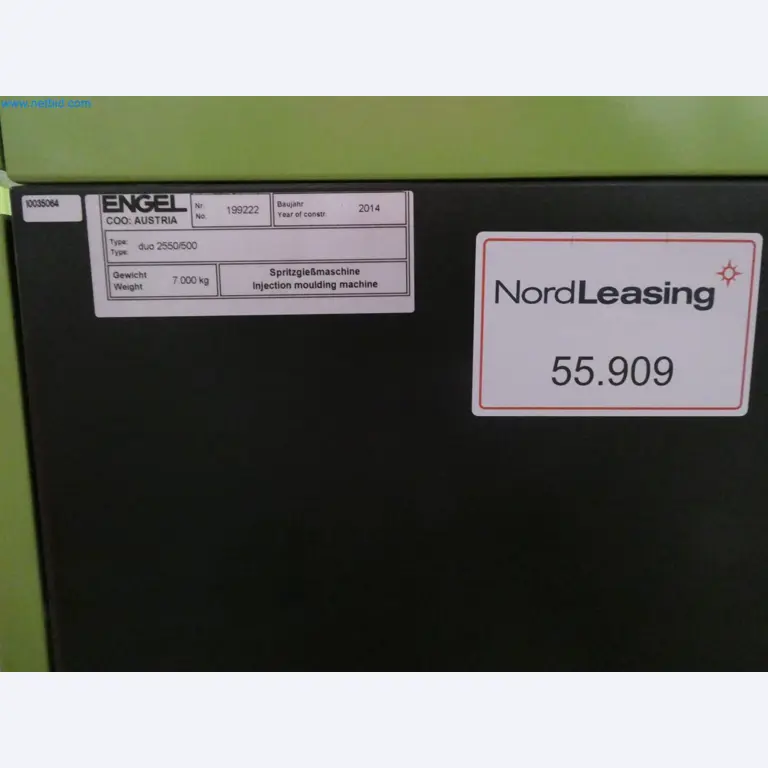 www.netbid.com
10035064
ENGEL
COO: AUSTRIA
Nr.
No.
199222
Baujahr
Year of constr.
2014
Type:
Type:
duo 2550/500
Gewicht
Weight
7.000 kg
Spritzgießmaschine
Injection moulding machine
NordLeasing
55.909